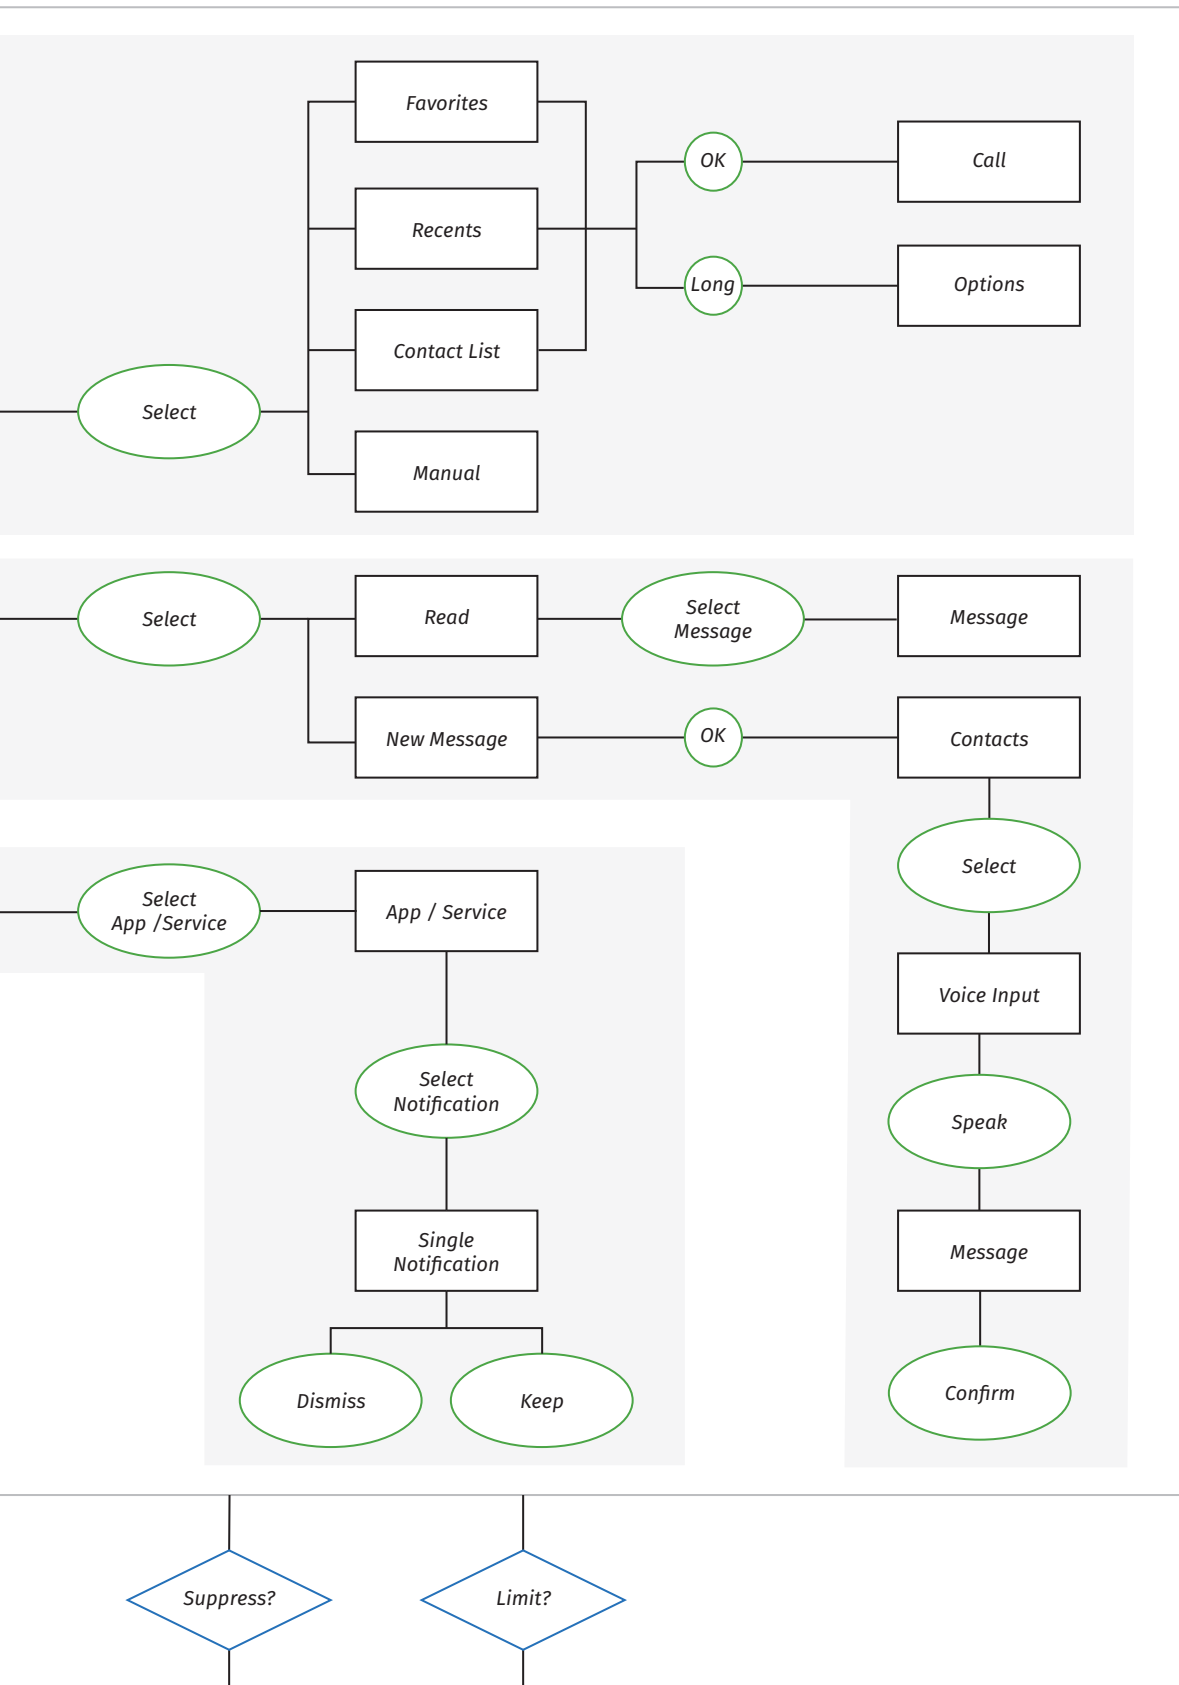 Favorites
OK
Call
Recents
Long
Options
Contact List
Select
Manual
Select
Read
Select
Message
Message
New Message
OK
Contacts
Select
Select
App /Service
App / Service
Voice Input
Select
Notification
Speak
Single
Notification
Message
Dismiss
Keep
Confirm
Suppress?
Limit?